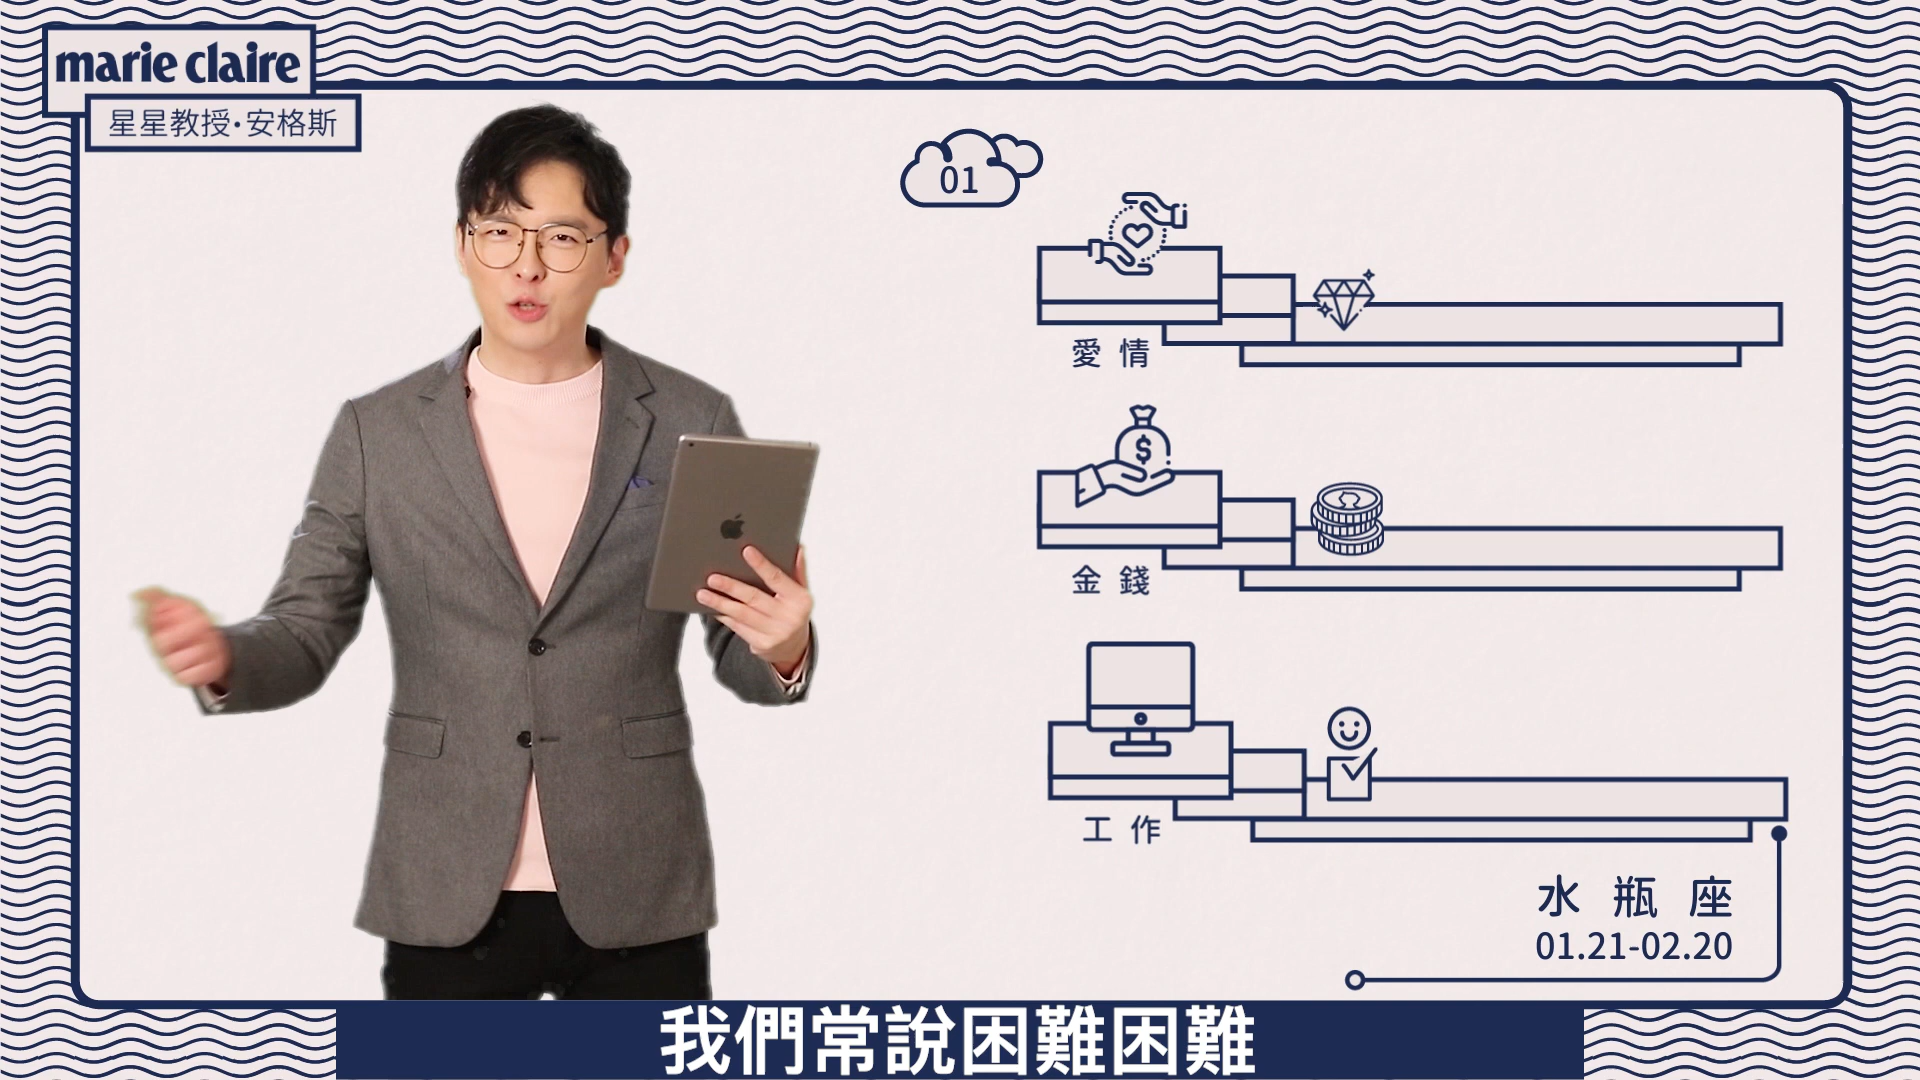 marie claire
星星教授•安格斯
01
愛情
$
金錢
工作
水瓶座
01.21-02.20
我們常說困難困難